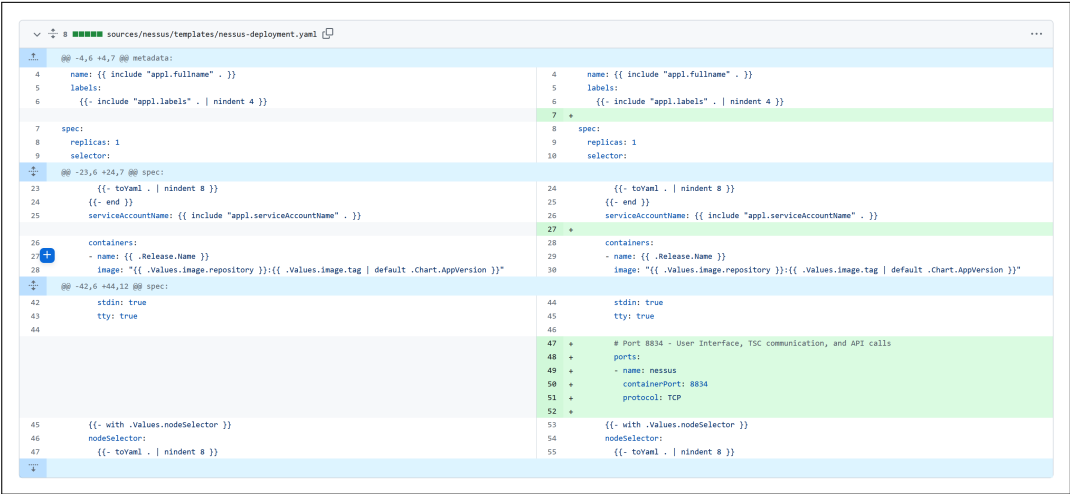 8 sources/nessus/templates/nessus-deployment.yaml ...
@@ -4,6 +4,7 @@ metadata:
4 name: {{ include "appl.fullname" . }} 4 name: {{ include "appl.fullname" . }}
5 labels: 5 labels:
6 {{- include "appl.labels" . | nindent 4 }} 6 {{- include "appl.labels" . | nindent 4 }}
7 +
7 spec: 8 spec:
8 replicas: 1 9 replicas: 1
9 selector: 10 selector:
@@ -23,6 +24,7 @@ spec:
23 {{- toYaml . | nindent 8 }} 24 {{- toYaml . | nindent 8 }}
24 {{- end }} 25 {{- end }}
25 serviceAccountName: {{ include "appl.serviceAccountName" . }} 26 serviceAccountName: {{ include "appl.serviceAccountName" . }}
27 +
26 containers: 28 containers:
27 - name: {{ .Release.Name }} 29 - name: {{ .Release.Name }}
28 image: "{{ .Values.image.repository }}:{{ .Values.image.tag | default .Chart.AppVersion }}" 30 image: "{{ .Values.image.repository }}:{{ .Values.image.tag | default .Chart.AppVersion }}"
@@ -42,6 +44,12 @@ spec:
42 stdin: true 44 stdin: true
43 tty: true 45 tty: true
44 46
47 + # Port 8834 - User Interface, TSC communication, and API calls
48 + ports:
49 + - name: nessus
50 + containerPort: 8834
51 + protocol: TCP
52 +
45 {{- with .Values.nodeSelector }} 53 {{- with .Values.nodeSelector }}
46 nodeSelector: 54 nodeSelector:
47 {{- toYaml . | nindent 8 }} 55 {{- toYaml . | nindent 8 }}